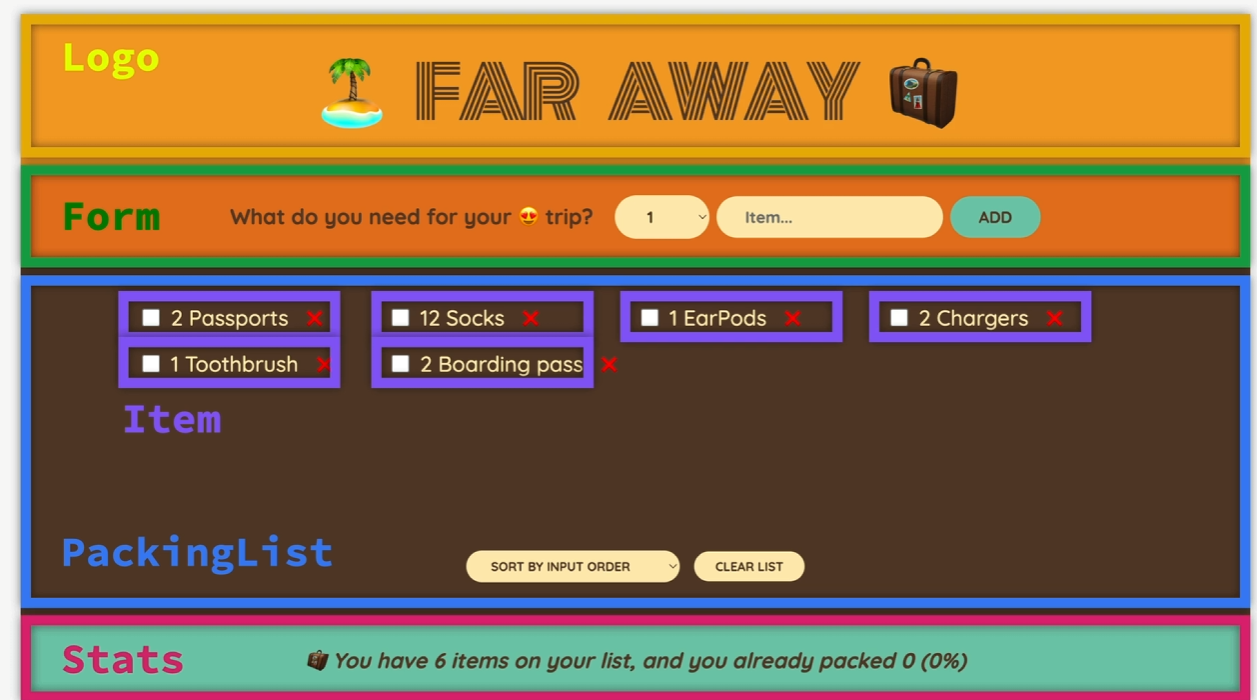 Logo
FAR AWAY
Form
What do you need for your 😍 trip? 1 Item... ADD
2 Passports ❌ 12 Socks ❌ 1 EarPods ❌ 2 Chargers ❌
1 Toothbrush ❌ 2 Boarding pass ❌
Item
PackingList
SORT BY INPUT ORDER CLEAR LIST
Stats
🧳 You have 6 items on your list, and you already packed 0 (0%)